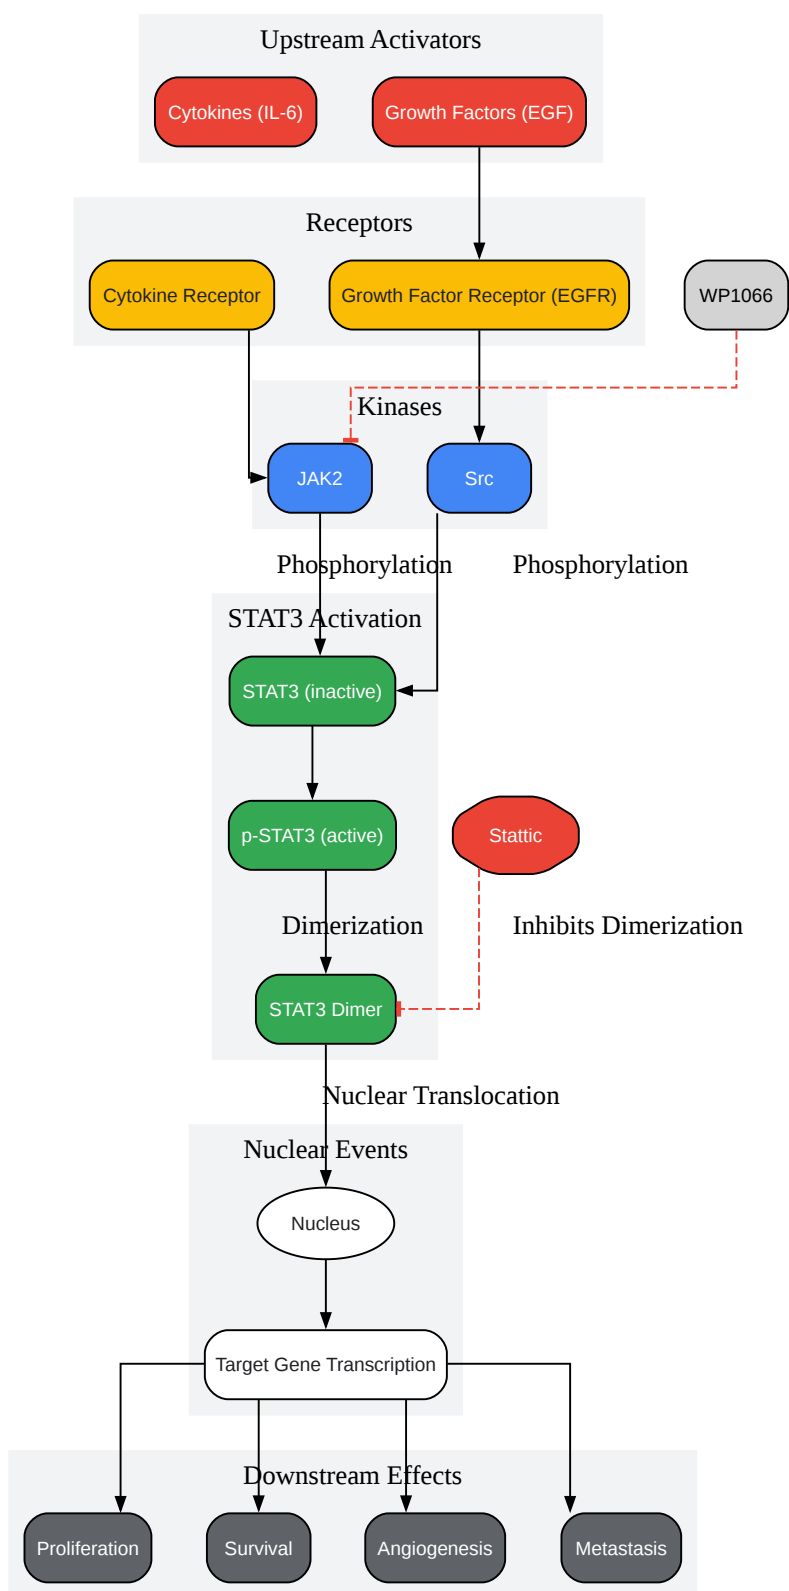 Upstream Activators
Cytokines (IL-6)
Growth Factors (EGF)
Receptors
Cytokine Receptor
Growth Factor Receptor (EGFR)
WP1066
Kinases
JAK2
Src
Phosphorylation
Phosphorylation
STAT3 Activation
STAT3 (inactive)
p-STAT3 (active)
Stattic
Dimerization
Inhibits Dimerization
STAT3 Dimer
Nuclear Translocation
Nuclear Events
Nucleus
Target Gene Transcription
Downstream Effects
Proliferation
Survival
Angiogenesis
Metastasis